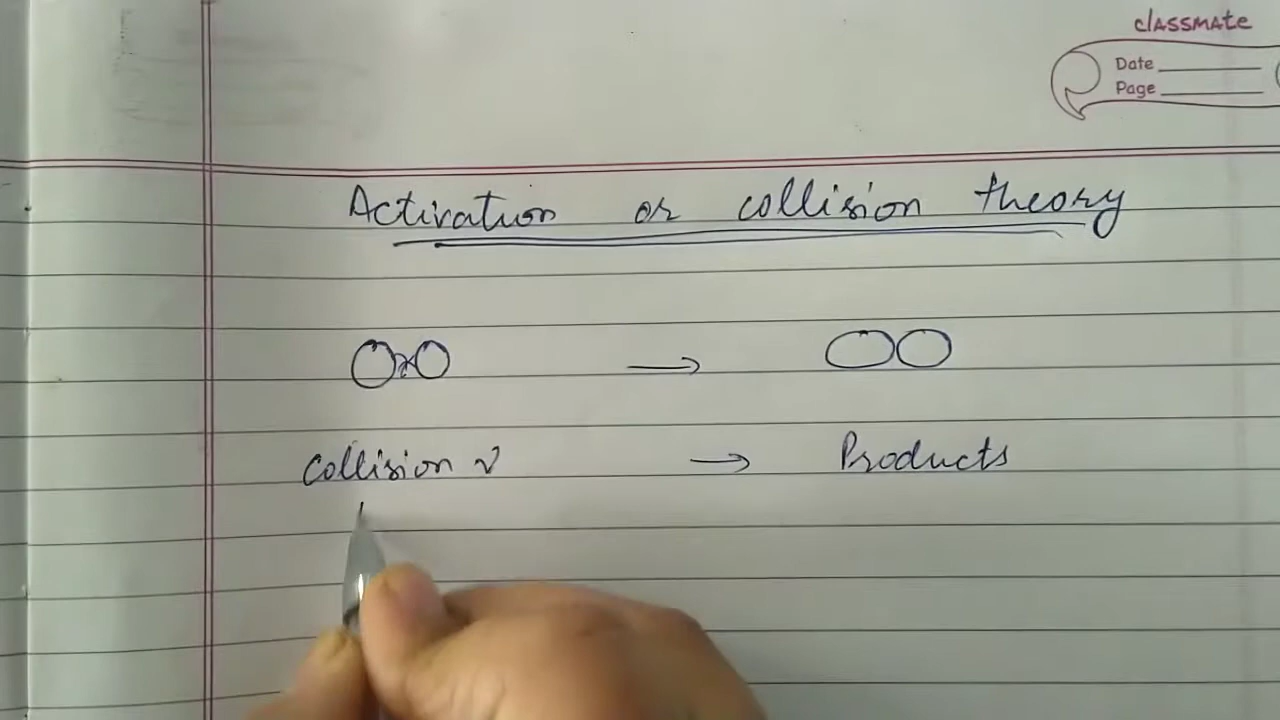 classmate
Date
Page
Activation or collision theory
→
Collision → Products